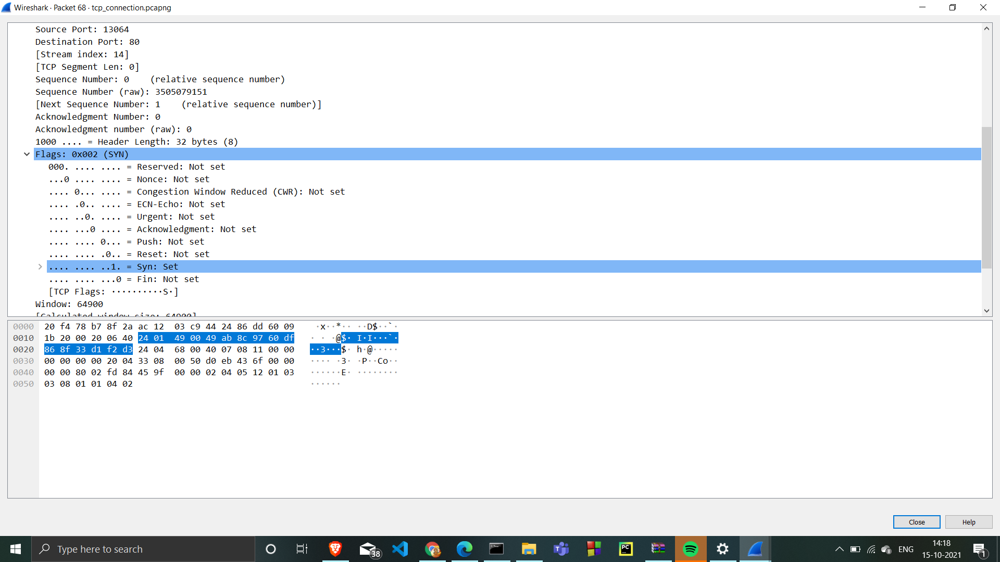 Wireshark · Packet 68 · tcp_connection.pcapng
Source Port: 13064
Destination Port: 80
[Stream index: 14]
[TCP Segment Len: 0]
Sequence Number: 0    (relative sequence number)
Sequence Number (raw): 3505079151
[Next Sequence Number: 1    (relative sequence number)]
Acknowledgment Number: 0
Acknowledgment number (raw): 0
1000 .... = Header Length: 32 bytes (8)
Flags: 0x002 (SYN)
000. .... .... = Reserved: Not set
...0 .... .... = Nonce: Not set
.... 0... .... = Congestion Window Reduced (CWR): Not set
.... .0.. .... = ECN-Echo: Not set
.... ..0. .... = Urgent: Not set
.... ...0 .... = Acknowledgment: Not set
.... .... 0... = Push: Not set
.... .... .0.. = Reset: Not set
.... .... ..1. = Syn: Set
.... .... ...0 = Fin: Not set
[TCP Flags: ··········S·]
Window: 64900
[Calculated window size: 64900]
0000 20 f4 78 b7 8f 2a ac 12  03 c9 44 24 86 dd 60 09   ·x··*·· ··D$··`·
0010 1b 20 00 20 06 40 24 01  49 00 49 ab 8c 97 60 df   · · ·@$· I·I···`·
0020 86 8f 33 d1 f2 d3 24 04  68 00 40 07 08 11 00 00   ··3···$· h·@·····
0030 00 00 00 00 20 04 33 08  00 50 d0 eb 43 6f 00 00   ···· ·3· ·P··Co··
0040 00 00 80 02 fd 84 45 9f  00 00 02 04 05 12 01 03   ······E· ········
0050 03 08 01 01 04 02   ······
Close
Help
Type here to search
38
PC
ENG
14:18
15-10-2021
1